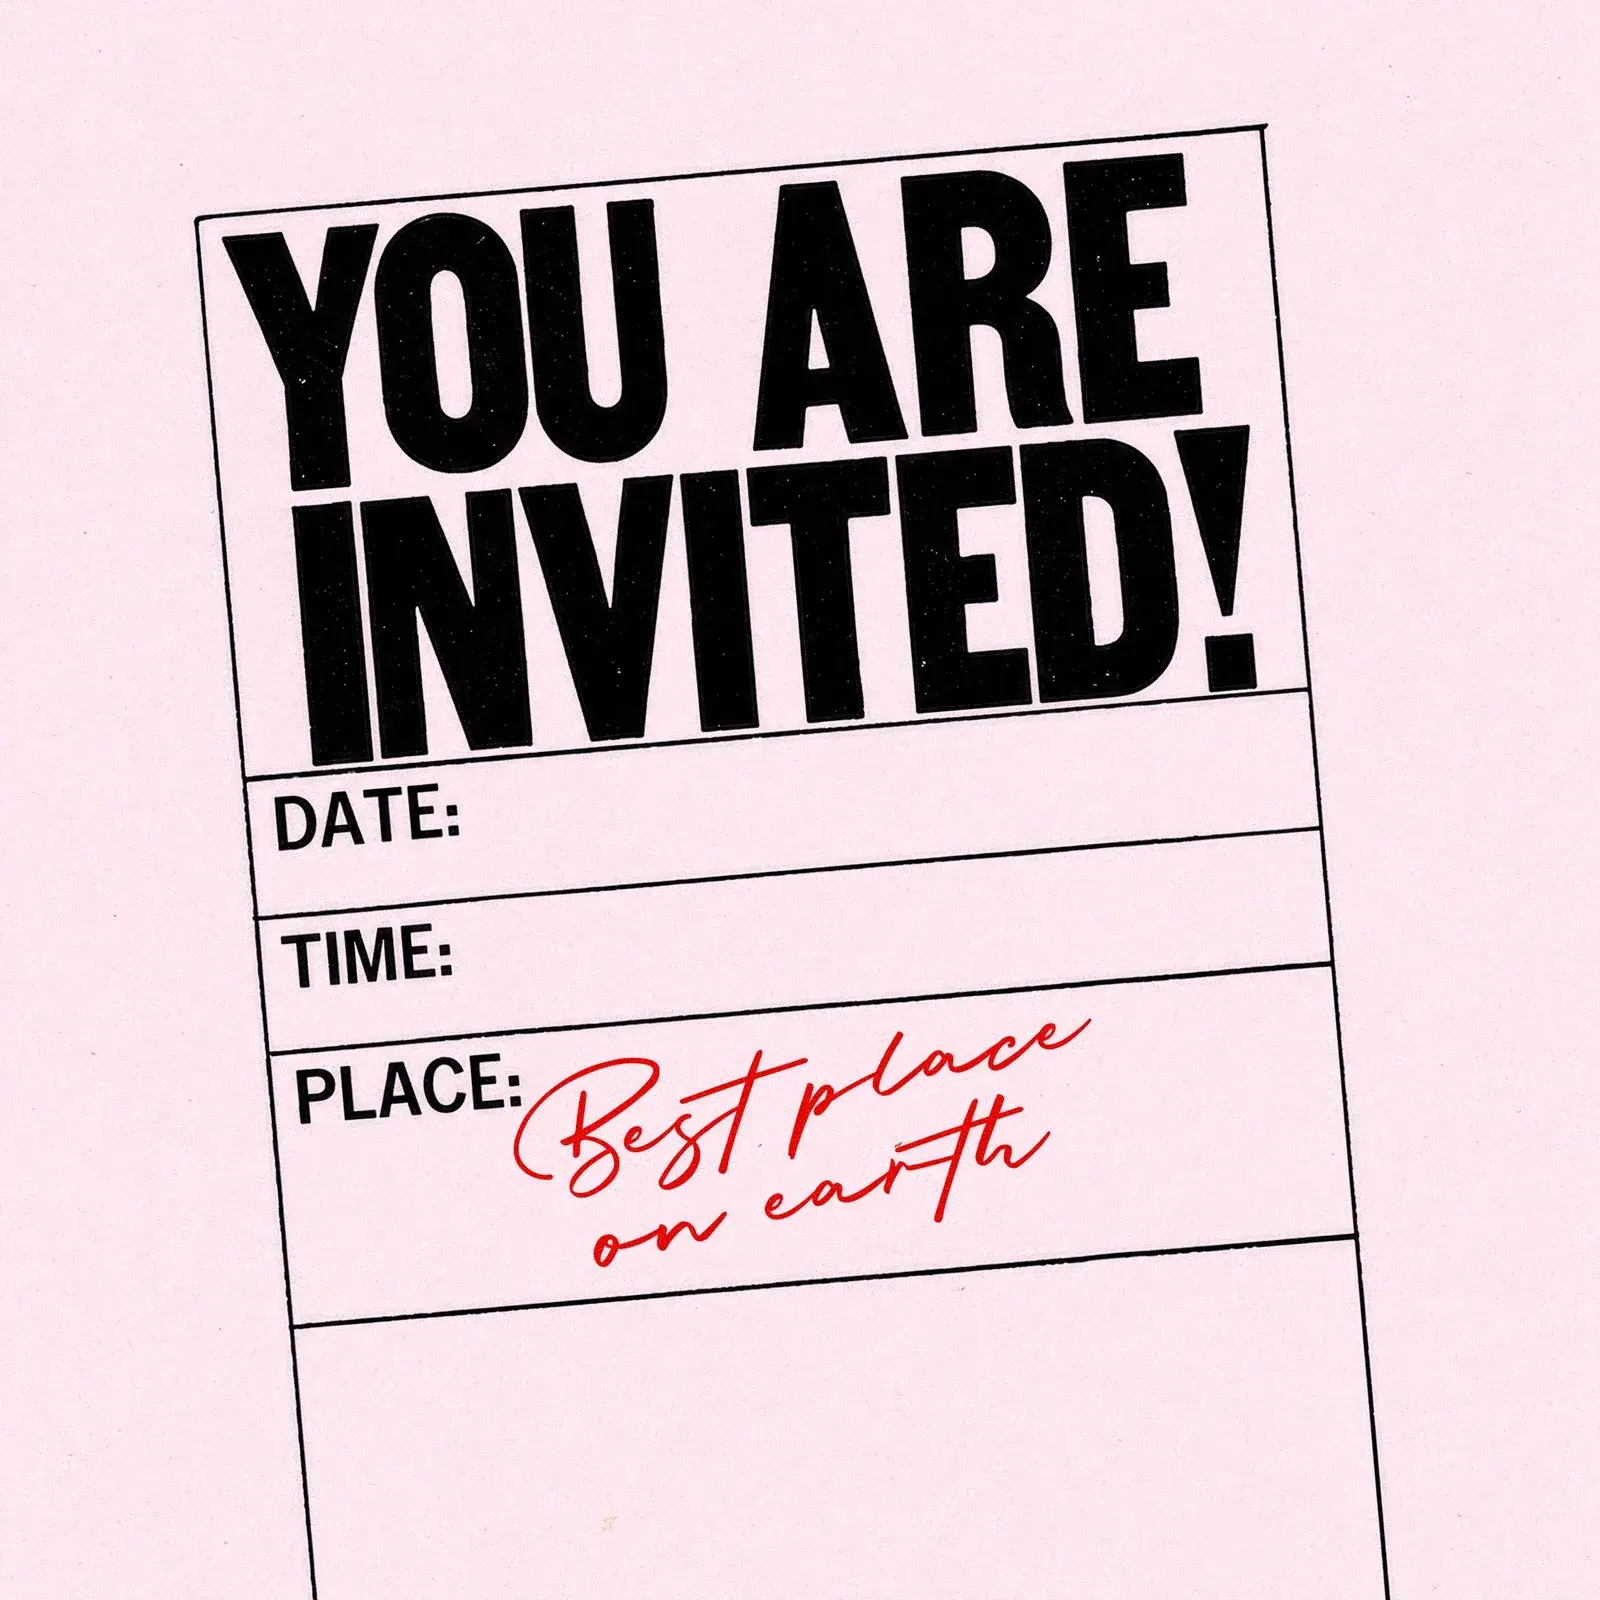 YOU ARE
INVITED!
DATE:
TIME:
PLACE: Best place
on earth